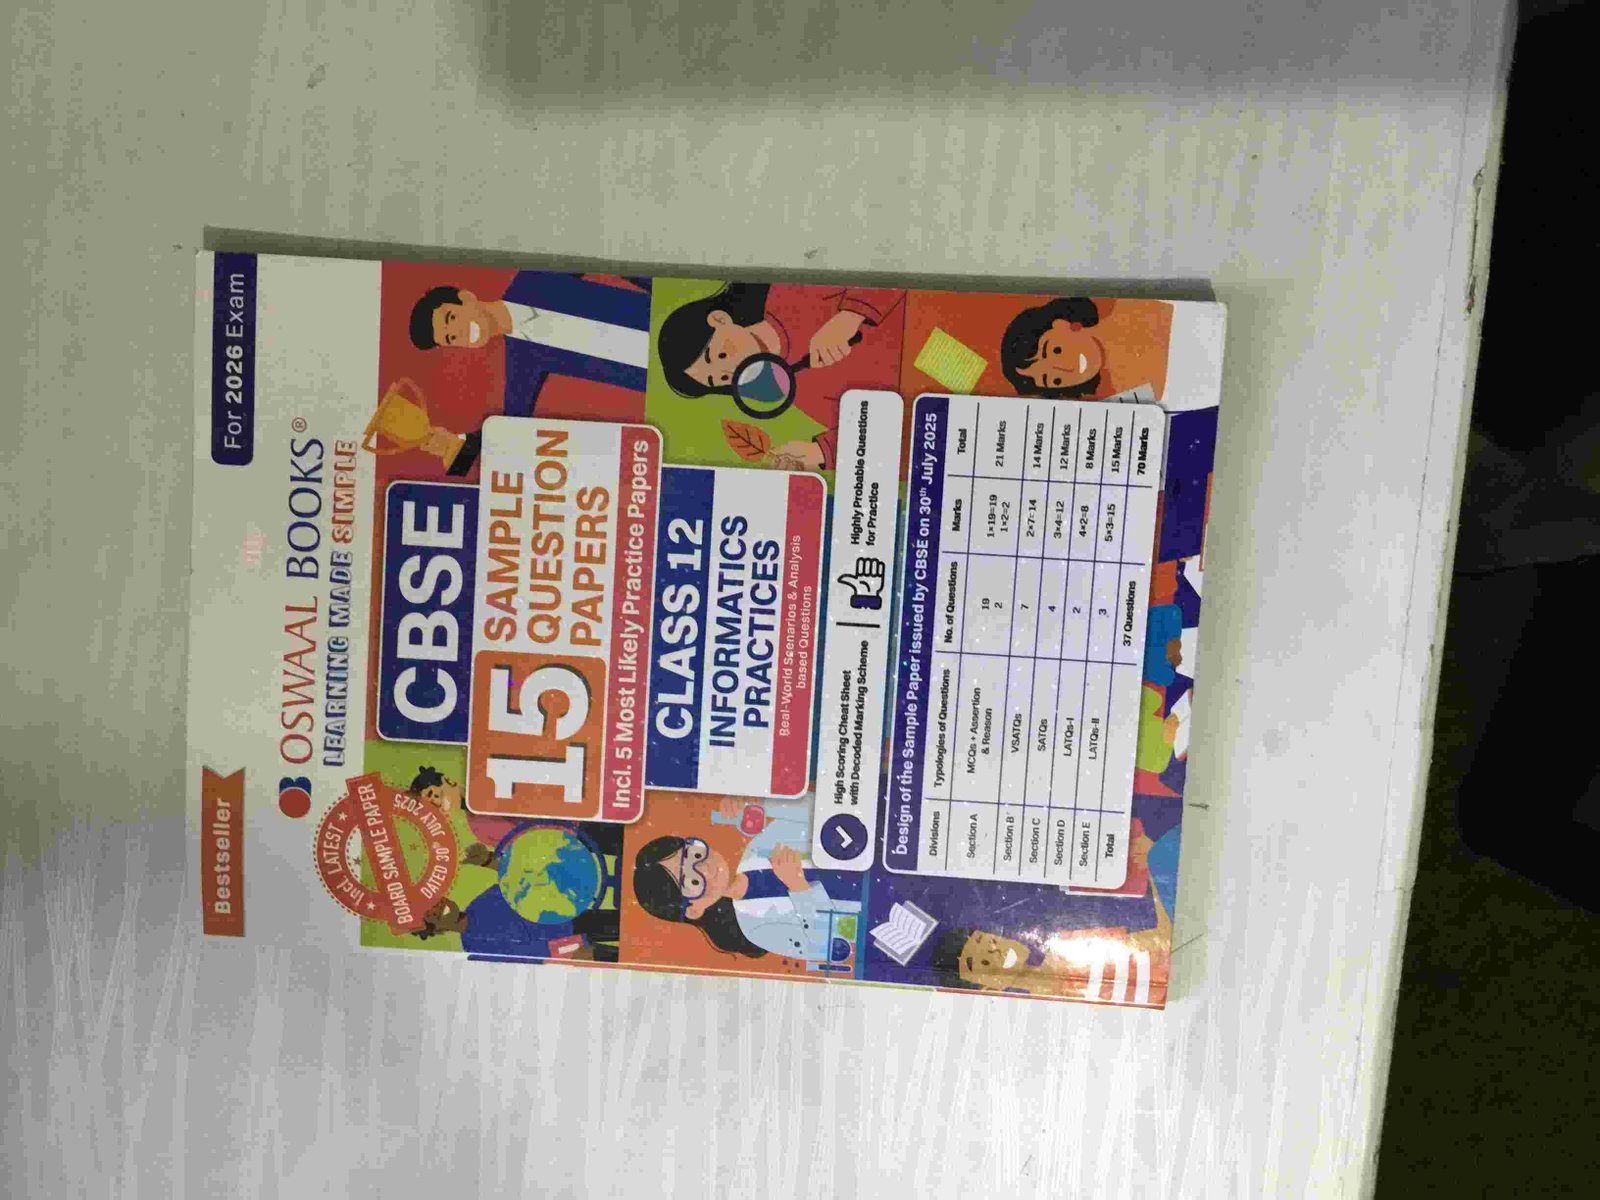 Bestseller
For 2026 Exam
OSWAAL BOOKS®
LEARNING MADE SIMPLE
Incl. LATEST
BOARD SAMPLE PAPER
DATED 30th JULY 2025
CBSE
15 SAMPLE
QUESTION
PAPERS
Incl. 5 Most Likely Practice Papers
CLASS 12
INFORMATICS
PRACTICES
Real-World Scenarios & Analysis
based Questions
High Scoring Cheat Sheet
with Decoded Marking Scheme
Highly Probable Questions
for Practice
Design of the Sample Paper issued by CBSE on 30th July 2025
Divisions Typologies of Questions No. of Questions Marks Total
Section A MCQs + Assertion & Reason 19 1×19=19 21 Marks
2 1×2=2
Section B VSATQs 7 2×7=14 14 Marks
Section C SATQs 4 3×4=12 12 Marks
Section D LATQs-I 2 4×2=8 8 Marks
Section E LATQs-II 3 5×3=15 15 Marks
Total 37 Questions 70 Marks